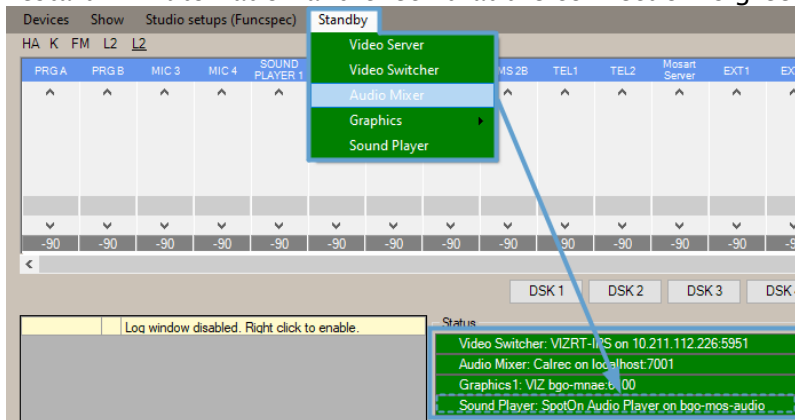 Devices Show Studio setups (Funcspec) Standby
HA K FM L2 L2
Video Server
Video Switcher
Audio Mixer
Graphics
Sound Player
PRG A PRG B MIC 3 MIC 4 SOUND PLAYER 1 MS 2B TEL1 TEL2 Mosart Server EXT1
-90 -90 -90 -90 -90 -90 -90 -90 -90 -90 -90 -90 -90
DSK 1 DSK 2 DSK 3 DSK
Log window disabled. Right click to enable.
Status
Video Switcher: VIZRT-IPS on 10.211.112.226:5951
Audio Mixer: Calrec on localhost:7001
Graphics1: VIZ bgo-mnae:6100
Sound Player: SpotOn Audio Player on bgo-mos-audio